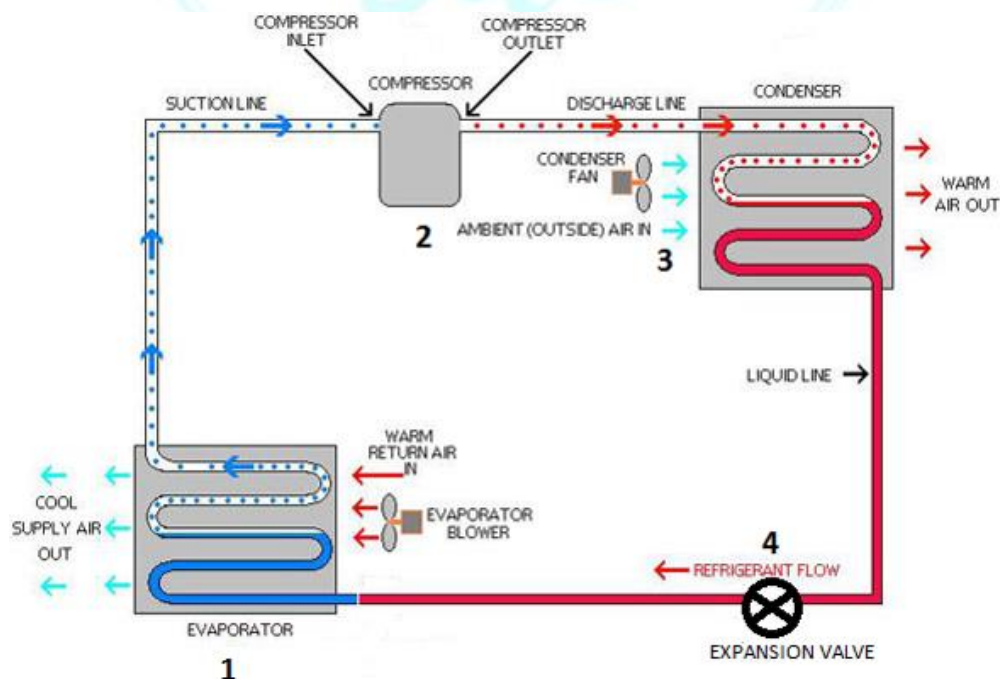 COMPRESSOR
INLET
COMPRESSOR
OUTLET
COMPRESSOR
SUCTION LINE
DISCHARGE LINE
CONDENSER
CONDENSER
FAN
WARM
AIR OUT
2
AMBIENT (OUTSIDE) AIR IN
3
LIQUID LINE
WARM
RETURN AIR
IN
COOL
SUPPLY AIR
OUT
EVAPORATOR
BLOWER
4
REFRIGERANT FLOW
EVAPORATOR
EXPANSION VALVE
1